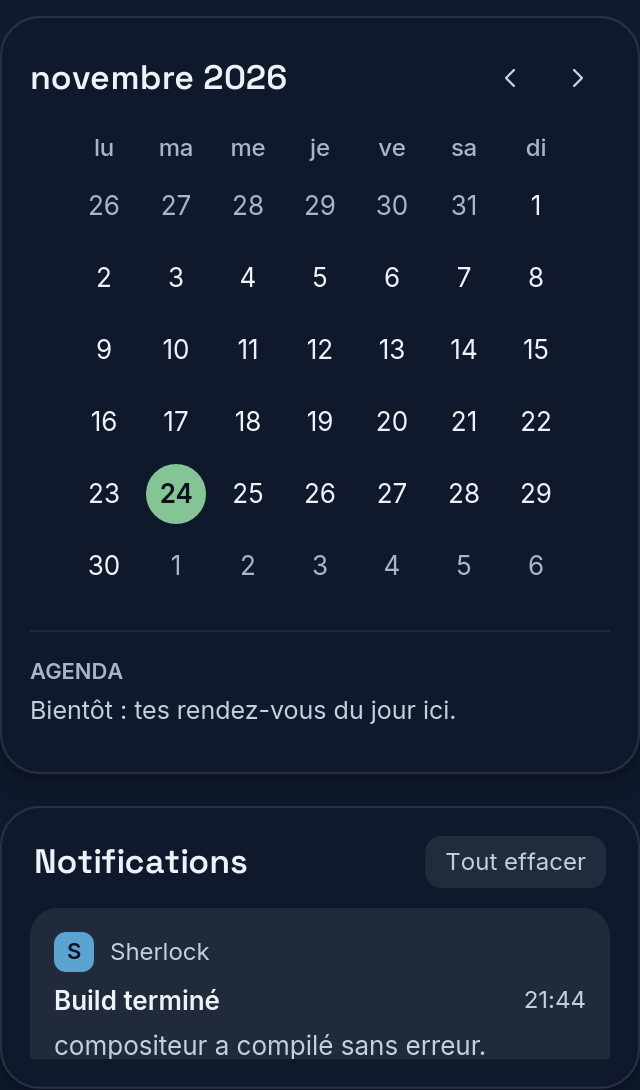 novembre 2026
lu ma me je ve sa di
26 27 28 29 30 31 1
2 3 4 5 6 7 8
9 10 11 12 13 14 15
16 17 18 19 20 21 22
23 24 25 26 27 28 29
30 1 2 3 4 5 6
AGENDA
Bientôt : tes rendez-vous du jour ici.
Notifications Tout effacer
S Sherlock
Build terminé 21:44
compositeur a compilé sans erreur.